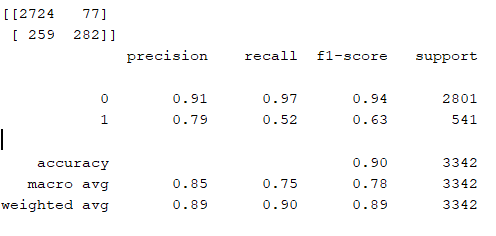 [[2724 77]
[ 259 282]]
precision recall f1-score support
0 0.91 0.97 0.94 2801
1 0.79 0.52 0.63 541
accuracy 0.90 3342
macro avg 0.85 0.75 0.78 3342
weighted avg 0.89 0.90 0.89 3342